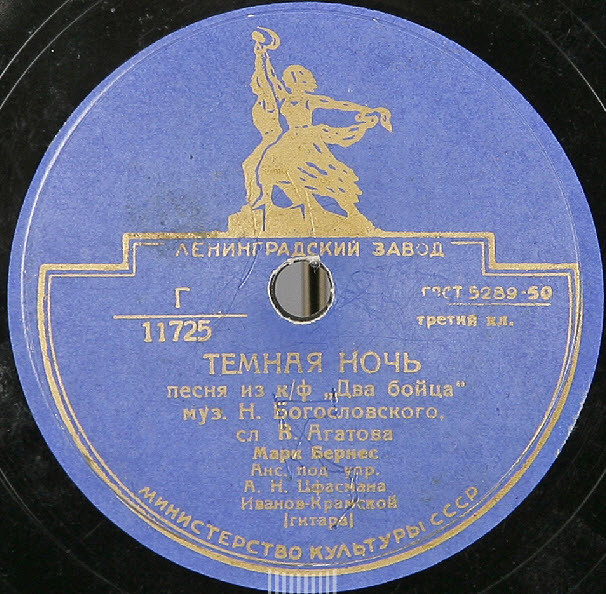 ЛЕНИНГРАДСКИЙ ЗАВОД
Г
11725
ГОСТ 5289-50
третий кл.
ТЕМНАЯ НОЧЬ
песня из к/ф „Два бойца“
муз. Н. Богословского,
сл В. Агатова
Марк Бернес
Анс. под упр.
А. Н. Цфасмана
Иванов-Крамской
(гитара)
МИНИСТЕРСТВО КУЛЬТУРЫ СССР